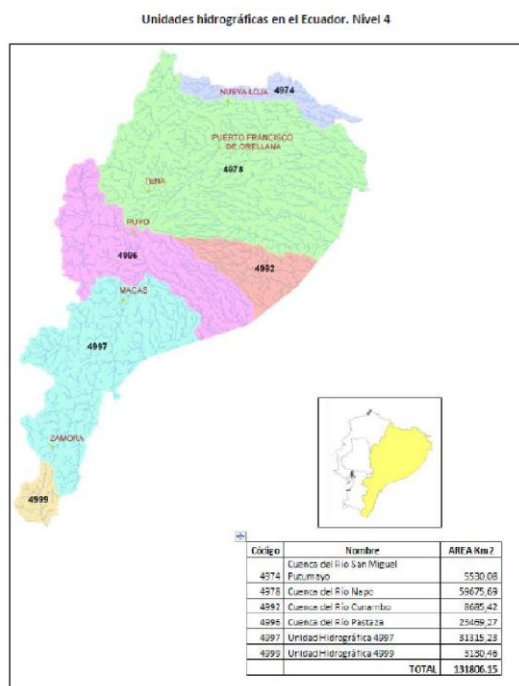 Unidades hidrográficas en el Ecuador. Nivel 4
NUEVA LOJA
4974
PUERTO FRANCISCO
DE ORELLANA
4978
TENA
PUYO
4996
4992
MACAS
4997
ZAMORA
4999
Código Nombre AREA Km2
4974 Cuenca del Río San Miguel Putumayo 5530,08
4978 Cuenca del Río Napo 59675,69
4992 Cuenca del Río Cunambo 8685,42
4996 Cuenca del Río Pastaza 23469,27
4997 Unidad Hidrográfica 4997 31315,23
4999 Unidad Hidrográfica 4999 3130,46
TOTAL 131806.15